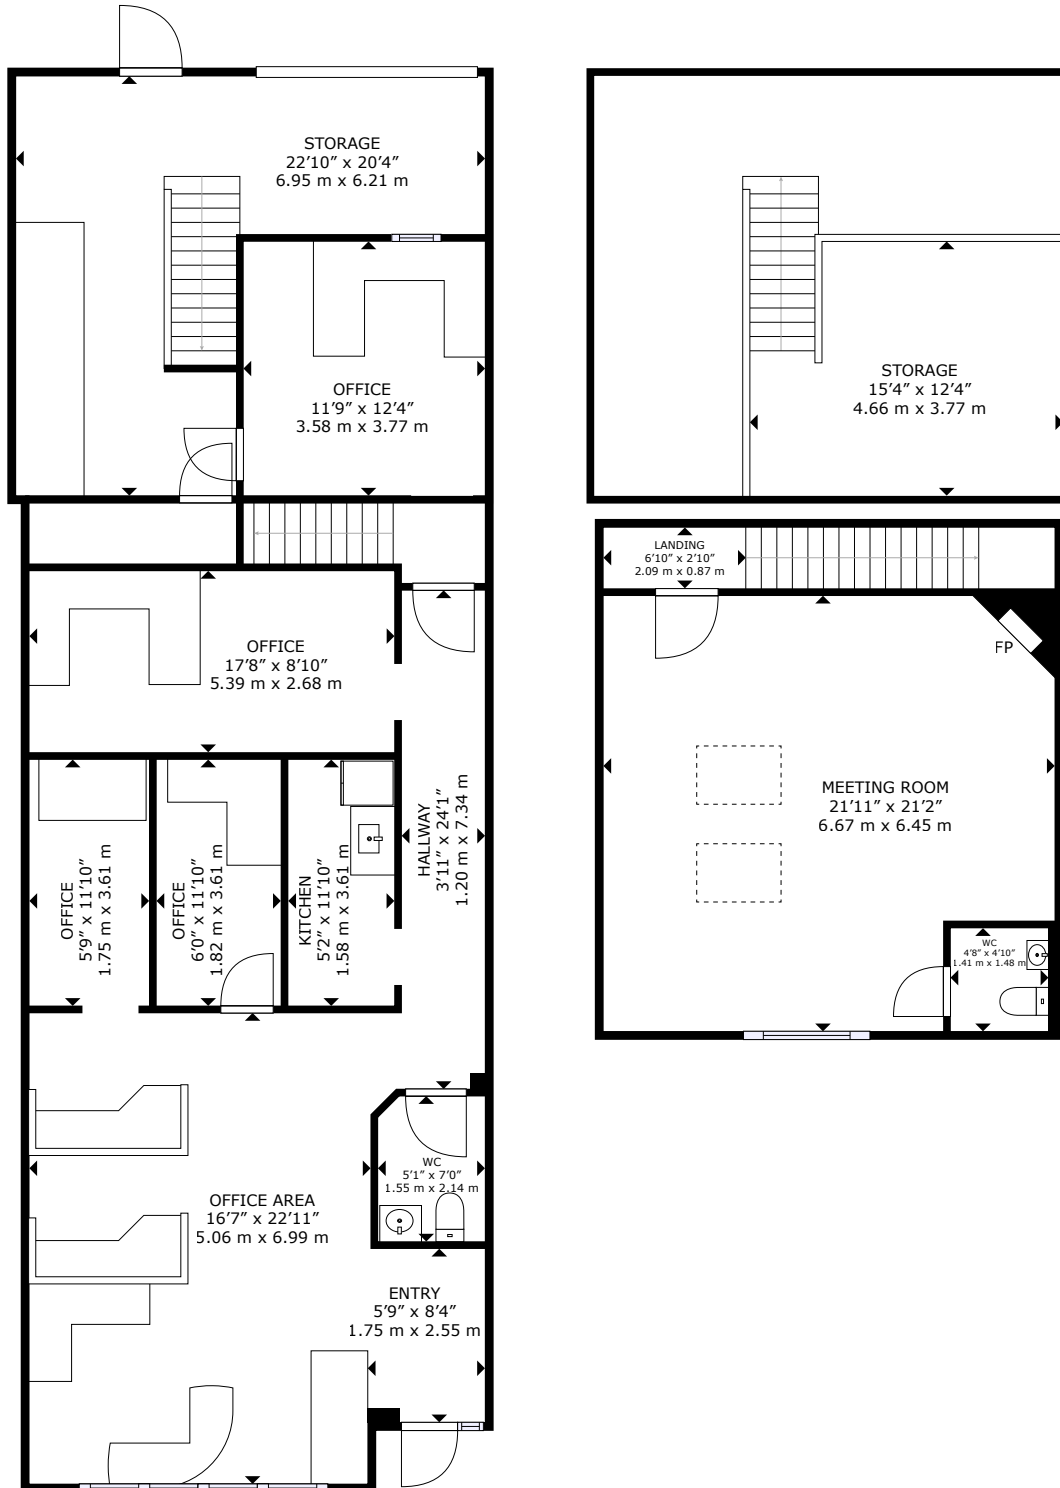 STORAGE
22'10" x 20'4"
6.95 m x 6.21 m
OFFICE
11'9" x 12'4"
3.58 m x 3.77 m
OFFICE
17'8" x 8'10"
5.39 m x 2.68 m
OFFICE
5'9" x 11'10"
1.75 m x 3.61 m
OFFICE
6'0" x 11'10"
1.82 m x 3.61 m
KITCHEN
5'2" x 11'10"
1.58 m x 3.61 m
HALLWAY
3'11" x 24'1"
1.20 m x 7.34 m
WC
5'1" x 7'0"
1.55 m x 2.14 m
OFFICE AREA
16'7" x 22'11"
5.06 m x 6.99 m
ENTRY
5'9" x 8'4"
1.75 m x 2.55 m
STORAGE
15'4" x 12'4"
4.66 m x 3.77 m
LANDING
6'10" x 2'10"
2.09 m x 0.87 m
FP
MEETING ROOM
21'11" x 21'2"
6.67 m x 6.45 m
WC
4'8" x 4'10"
1.41 m x 1.48 m